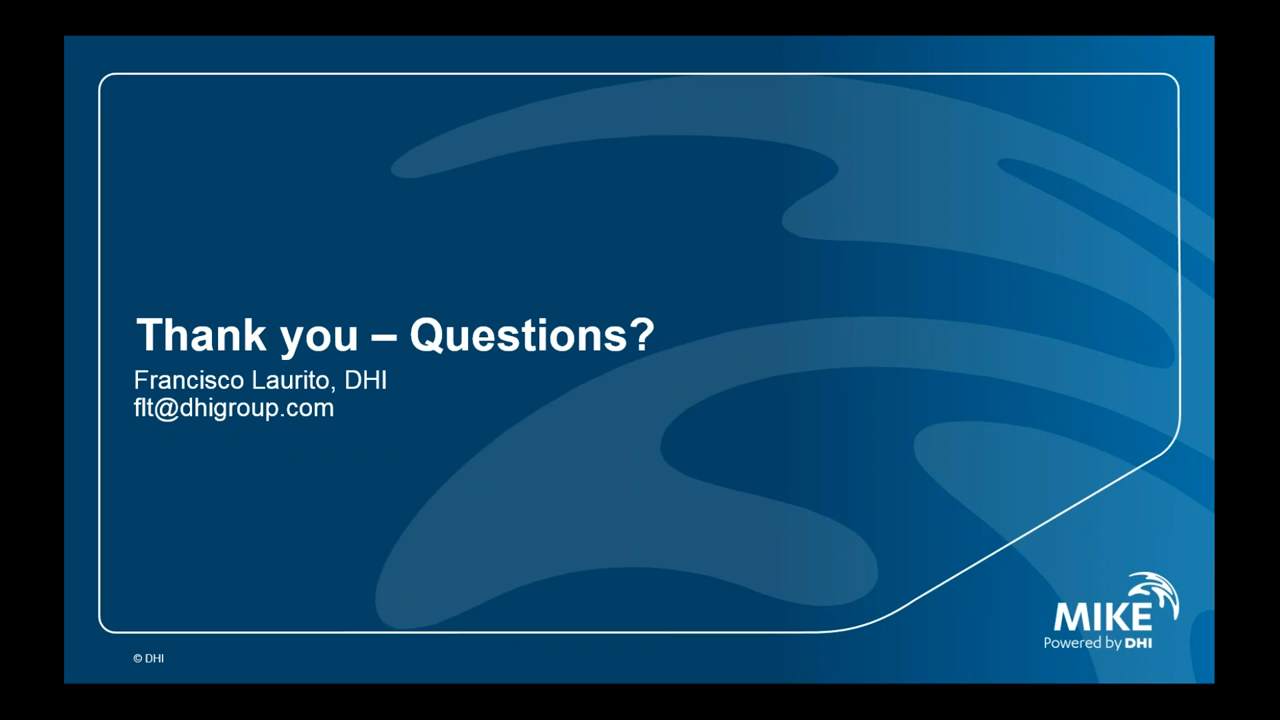 Thank you – Questions?
Francisco Laurito, DHI
flt@dhigroup.com
MIKE
Powered by DHI
© DHI